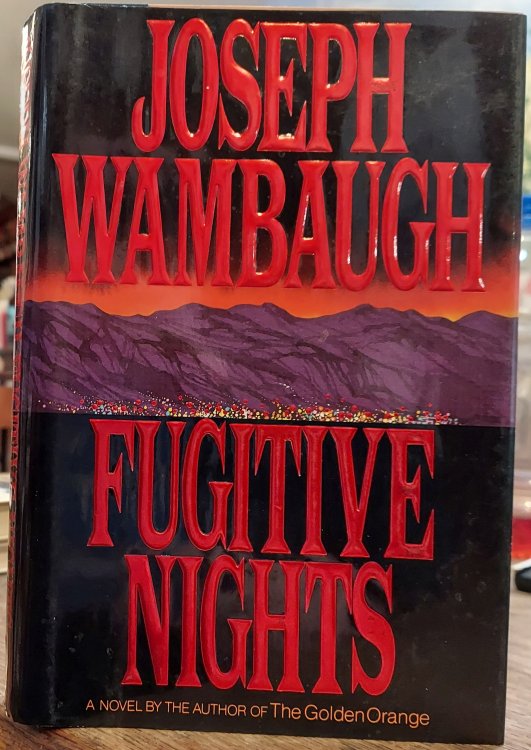 JOSEPH
WAMBAUGH
FUGITIVE
NIGHTS
A NOVEL BY THE AUTHOR OF The Golden Orange